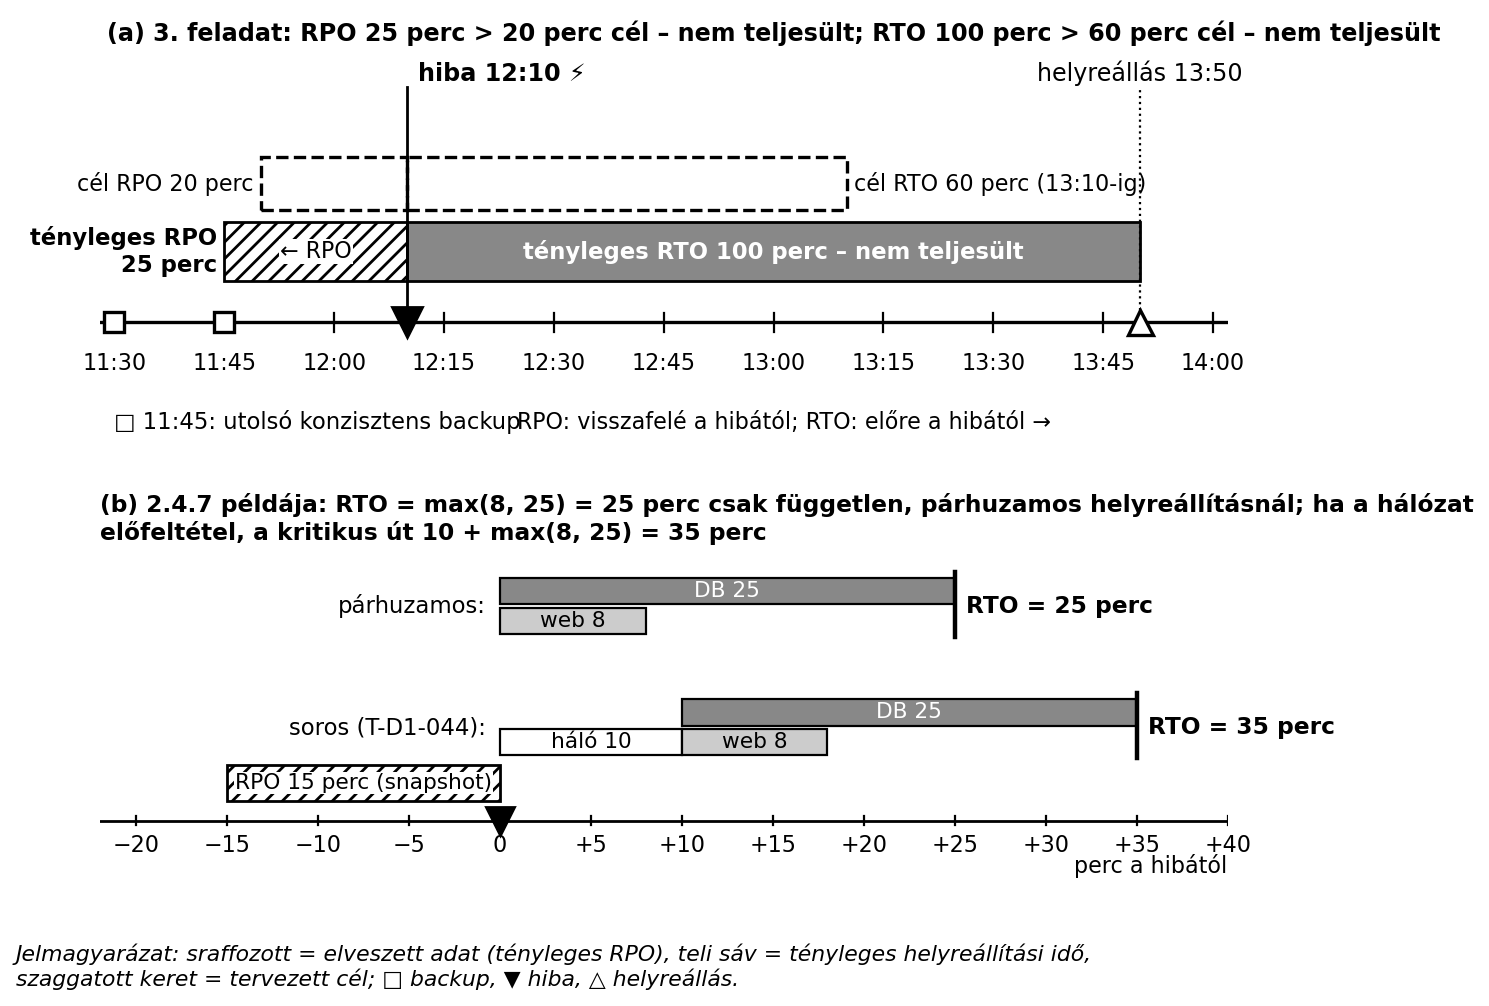 (a) 3. feladat: RPO 25 perc > 20 perc cél – nem teljesült; RTO 100 perc > 60 perc cél – nem teljesült
hiba 12:10 ⚡
helyreállás 13:50
cél RPO 20 perc
cél RTO 60 perc (13:10-ig)
tényleges RPO
25 perc
← RPO
tényleges RTO 100 perc – nem teljesült
11:30 11:45 12:00 12:15 12:30 12:45 13:00 13:15 13:30 13:45 14:00
□ 11:45: utolsó konzisztens backup
RPO: visszafelé a hibától; RTO: előre a hibától →
(b) 2.4.7 példája: RTO = max(8, 25) = 25 perc csak független, párhuzamos helyreállításnál; ha a hálózat
előfeltétel, a kritikus út 10 + max(8, 25) = 35 perc
DB 25
párhuzamos:
RTO = 25 perc
web 8
DB 25
soros (T-D1-044):
RTO = 35 perc
háló 10
web 8
RPO 15 perc (snapshot)
−20 −15 −10 −5 0 +5 +10 +15 +20 +25 +30 +35 +40
perc a hibától
Jelmagyarázat: sraffozott = elveszett adat (tényleges RPO), teli sáv = tényleges helyreállítási idő,
szaggatott keret = tervezett cél; □ backup, ▼ hiba, △ helyreállás.